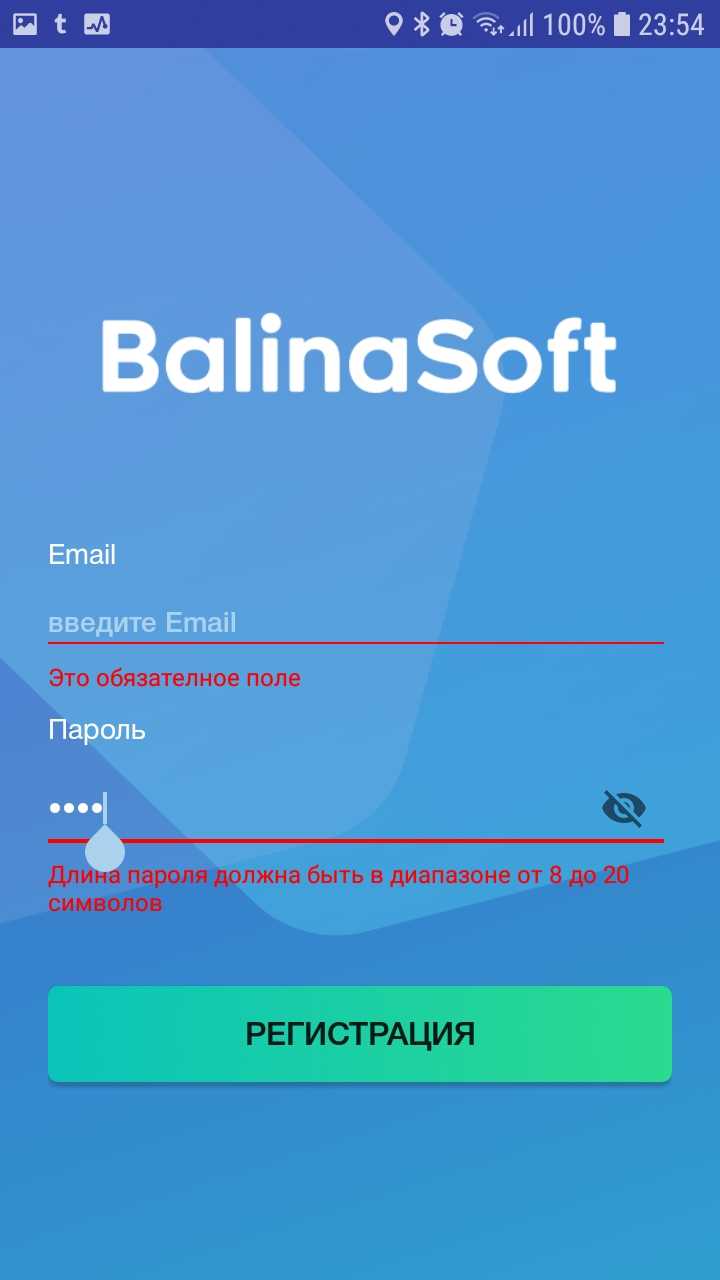 100% 23:54
BalinaSoft
Email
введите Email
Это обязателное поле
Пароль
••••
Длина пароля должна быть в диапазоне от 8 до 20
символов
РЕГИСТРАЦИЯ